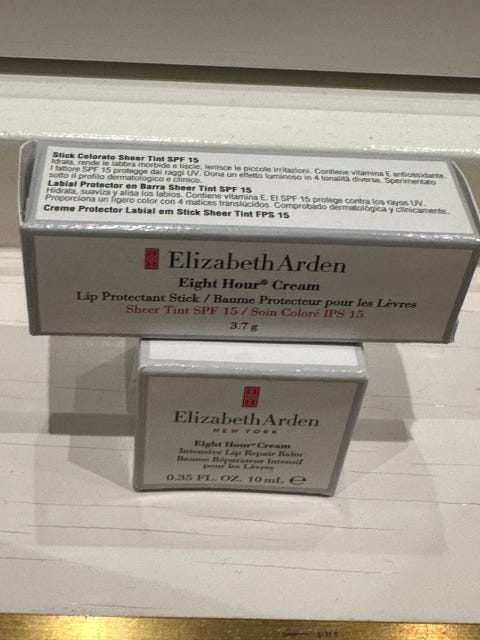 Stick Colorato Sheer Tint SPF 15
Idrata, rende le labbra morbide e liscie, lenisce le piccole irritazioni. Contiene vitamina E antiossidante.
I fattore SPF 15 protegge dai raggi UV. Dona un effetto luminoso in 4 tonalità diverse. Sperimentato
sotto il profilo dermatologico e clinico.
Labial Protector en Barra Sheer Tint SPF 15
Hidrata, suaviza y alisa los labios. Contiene vitamina E. El SPF 15 protege contra los rayos UV.
Proporciona un ligero color con 4 matices translúcidos. Comprobado dermatológica y clínicamente.
Creme Protector Labial em Stick Sheer Tint FPS 15
Elizabeth Arden
Eight Hour® Cream
Lip Protectant Stick / Baume Protecteur pour les Lèvres
Sheer Tint SPF 15 / Soin Coloré IPS 15
3.7 g
Elizabeth Arden
NEW YORK
Eight Hour® Cream
Intensive Lip Repair Balm
Baume Réparateur Intensif
pour les Lèvres
0.35 FL. OZ. 10 mL ℮